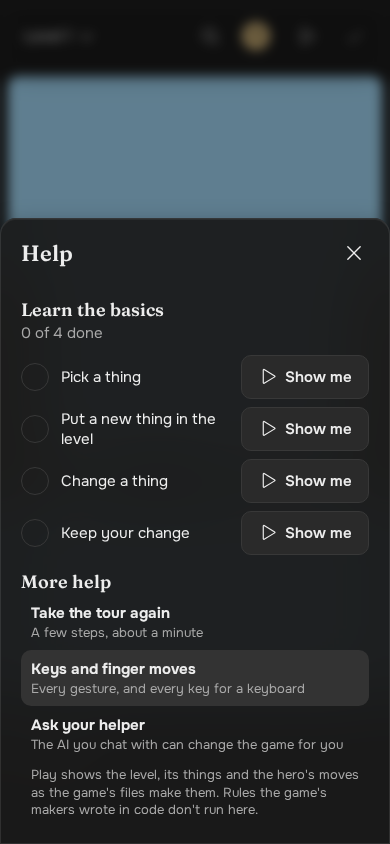 Help
Learn the basics
0 of 4 done
Pick a thing
Show me
Put a new thing in the
level
Show me
Change a thing
Show me
Keep your change
Show me
More help
Take the tour again
A few steps, about a minute
Keys and finger moves
Every gesture, and every key for a keyboard
Ask your helper
The AI you chat with can change the game for you
Play shows the level, its things and the hero's moves
as the game's files make them. Rules the game's
makers wrote in code don't run here.